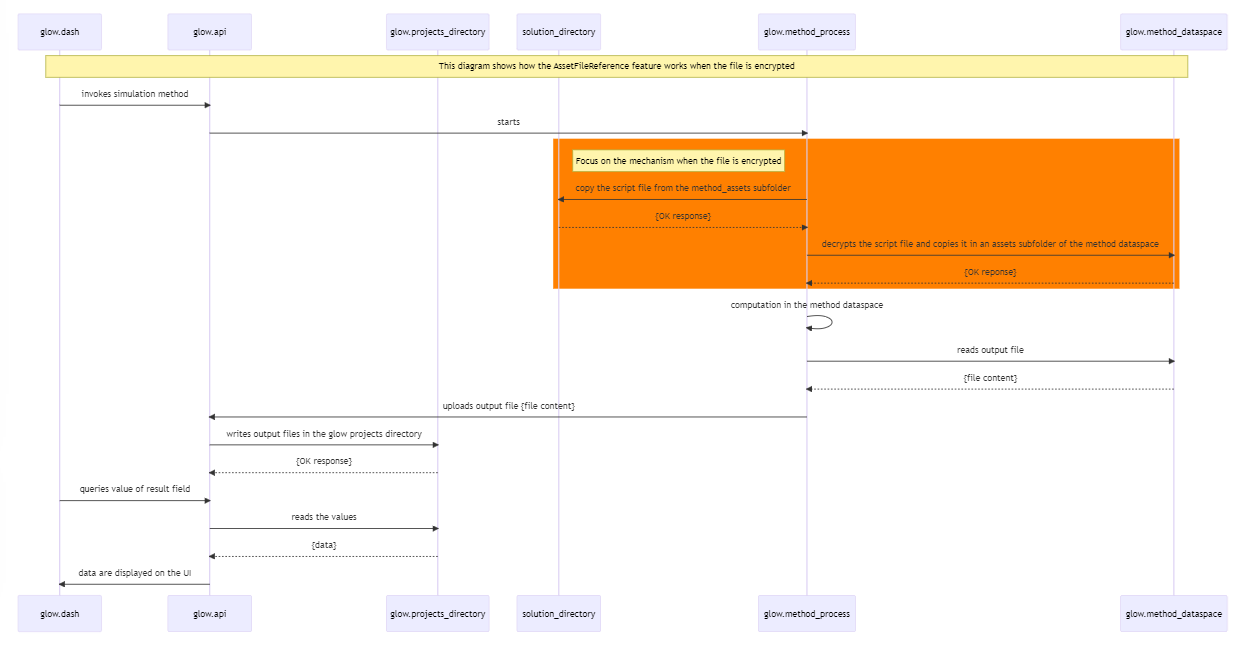 glow.dash
glow.api
glow.projects_directory
solution_directory
glow.method_process
glow.method_dataspace
This diagram shows how the AssetFileReference feature works when the file is encrypted
invokes simulation method
starts
Focus on the mechanism when the file is encrypted
copy the script file from the method_assets subfolder
{OK response}
decrypts the script file and copies it in an assets subfolder of the method dataspace
{OK reponse}
computation in the method dataspace
reads output file
{file content}
uploads output file {file content}
writes output files in the glow projects directory
{OK response}
queries value of result field
reads the values
{data}
data are displayed on the UI
glow.dash
glow.api
glow.projects_directory
solution_directory
glow.method_process
glow.method_dataspace